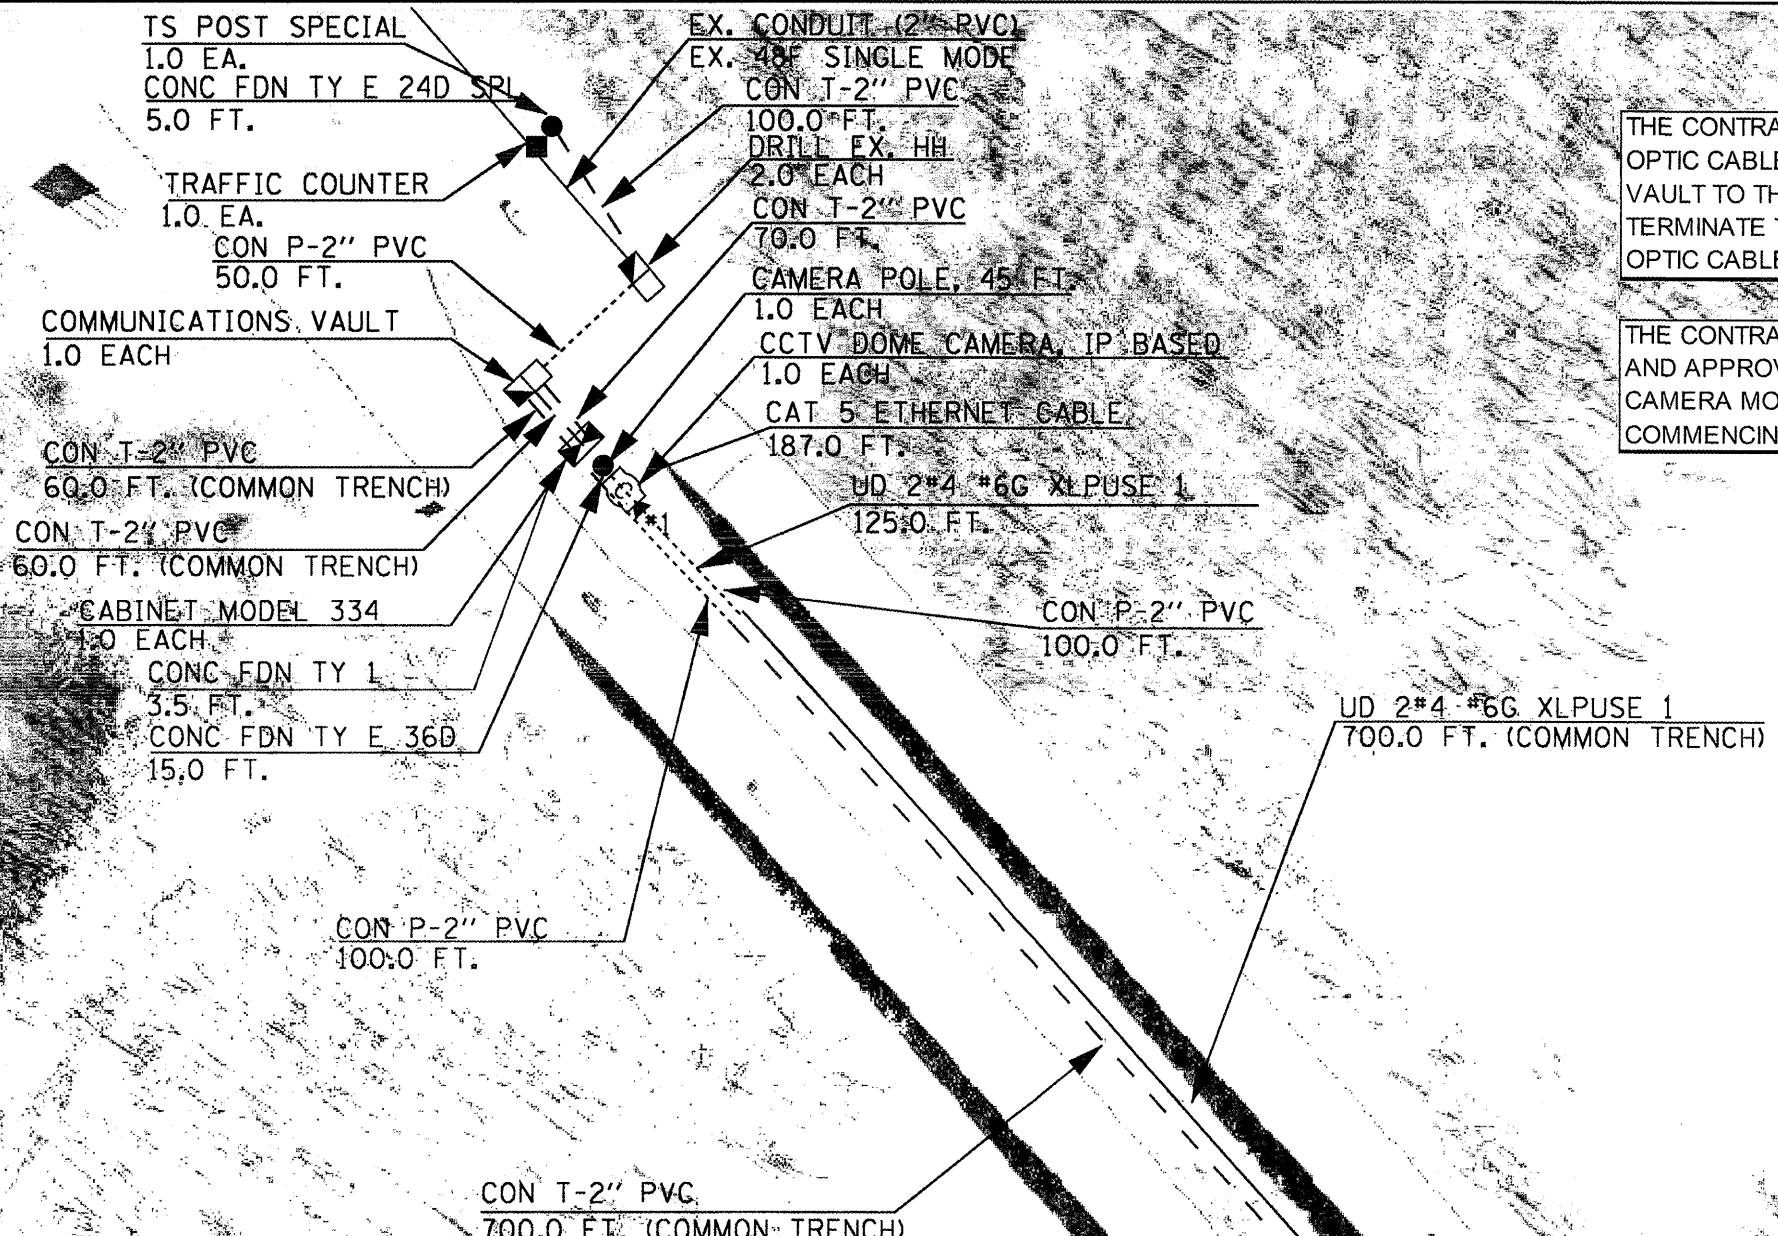 TS POST SPECIAL
1.0 EA.
CONC FDN TY E 24D SPL
5.0 FT.
TRAFFIC COUNTER
1.0 EA.
CON P-2" PVC
50.0 FT.
COMMUNICATIONS VAULT
1.0 EACH
CON T-2" PVC
60.0 FT. (COMMON TRENCH)
CON T-2" PVC
60.0 FT. (COMMON TRENCH)
CABINET MODEL 334
1.0 EACH
CONC FDN TY 1
3.5 FT.
CONC FDN TY E 36D
15.0 FT.
CON P-2" PVC
100.0 FT.
CON T-2" PVC
700.0 FT. (COMMON TRENCH)
EX. CONDUIT (2" PVC)
EX. 48F SINGLE MODE
CON T-2" PVC
100.0 FT.
DRILL EX. HH
2.0 EACH
CON T-2" PVC
70.0 FT.
CAMERA POLE, 45 FT.
1.0 EACH
CCTV DOME CAMERA, IP BASED
1.0 EACH
CAT 5 ETHERNET CABLE
187.0 FT.
UD 2#4 #6G XLPUSE 1
125.0 FT.
C
#1
CON P-2" PVC
100.0 FT.
UD 2#4 #6G XLPUSE 1
700.0 FT. (COMMON TRENCH)
THE CONTRA
OPTIC CABLE
VAULT TO TH
TERMINATE T
OPTIC CABLE
THE CONTRA
AND APPROV
CAMERA MO
COMMENCIN